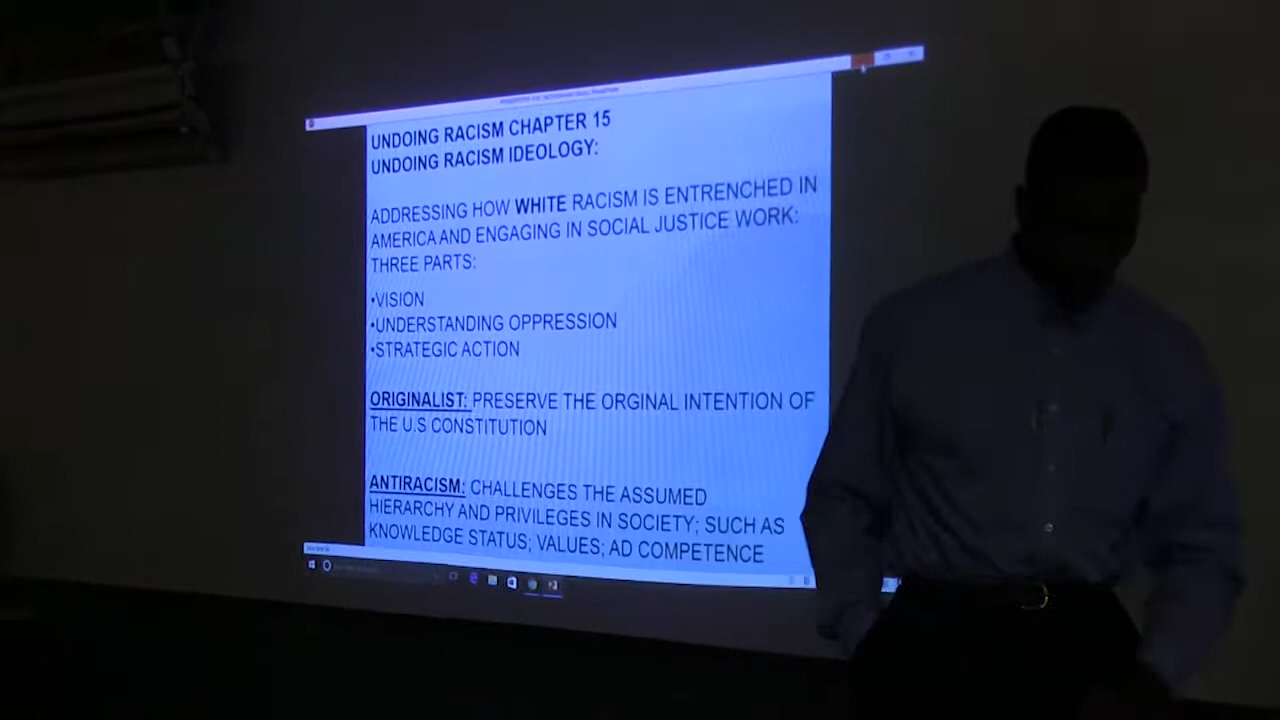 UNDOING RACISM CHAPTER 15
UNDOING RACISM IDEOLOGY:
ADDRESSING HOW WHITE RACISM IS ENTRENCHED IN
AMERICA AND ENGAGING IN SOCIAL JUSTICE WORK:
THREE PARTS:
•VISION
•UNDERSTANDING OPPRESSION
•STRATEGIC ACTION
ORIGINALIST: PRESERVE THE ORGINAL INTENTION OF
THE U.S CONSTITUTION
ANTIRACISM: CHALLENGES THE ASSUMED
HIERARCHY AND PRIVILEGES IN SOCIETY; SUCH AS
KNOWLEDGE STATUS; VALUES; AD COMPETENCE